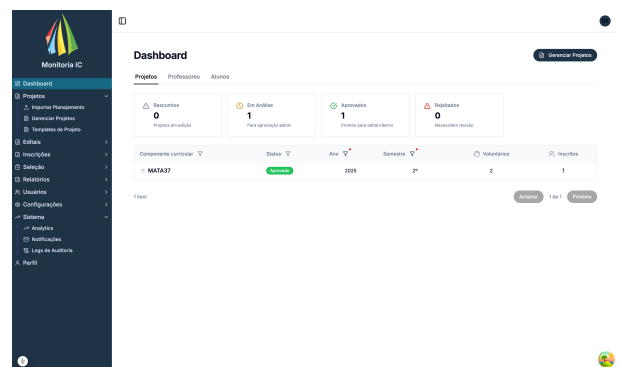 Monitoria IC
Dashboard
Projetos
Importar Planejamento
Gerenciar Projetos
Templates de Projeto
Editais
Inscrições
Seleção
Relatórios
Usuários
Configurações
Sistema
Analytics
Notificações
Logs de Auditoria
Perfil
Dashboard
Gerenciar Projetos
Projetos Professores Alunos
Rascunhos
0
Projetos em edição
Em Análise
1
Para aprovação admin
Aprovados
1
Prontos para edital interno
Rejeitados
0
Necessitam revisão
Componente curricular Status Ano Semestre Voluntários Inscritos
MATA37 Aprovado 2025 2º 2 1
1 item
Anterior 1 de 1 Próximo